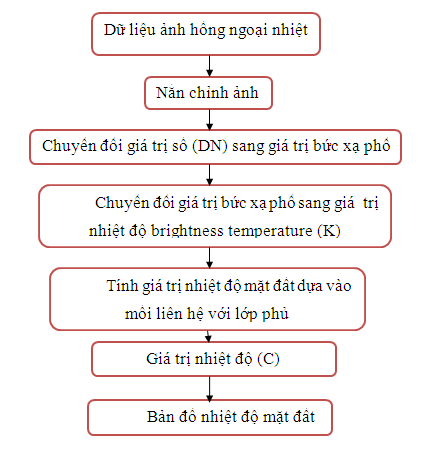 Dữ liệu ảnh hồng ngoại nhiệt
Nắn chỉnh ảnh
Chuyển đổi giá trị số (DN) sang giá trị bức xạ phổ
Chuyển đổi giá trị bức xạ phổ sang giá trị
nhiệt độ brightness temperature (K)
Tính giá trị nhiệt độ mặt đất dựa vào
mối liên hệ với lớp phủ
Giá trị nhiệt độ (C)
Bản đồ nhiệt độ mặt đất